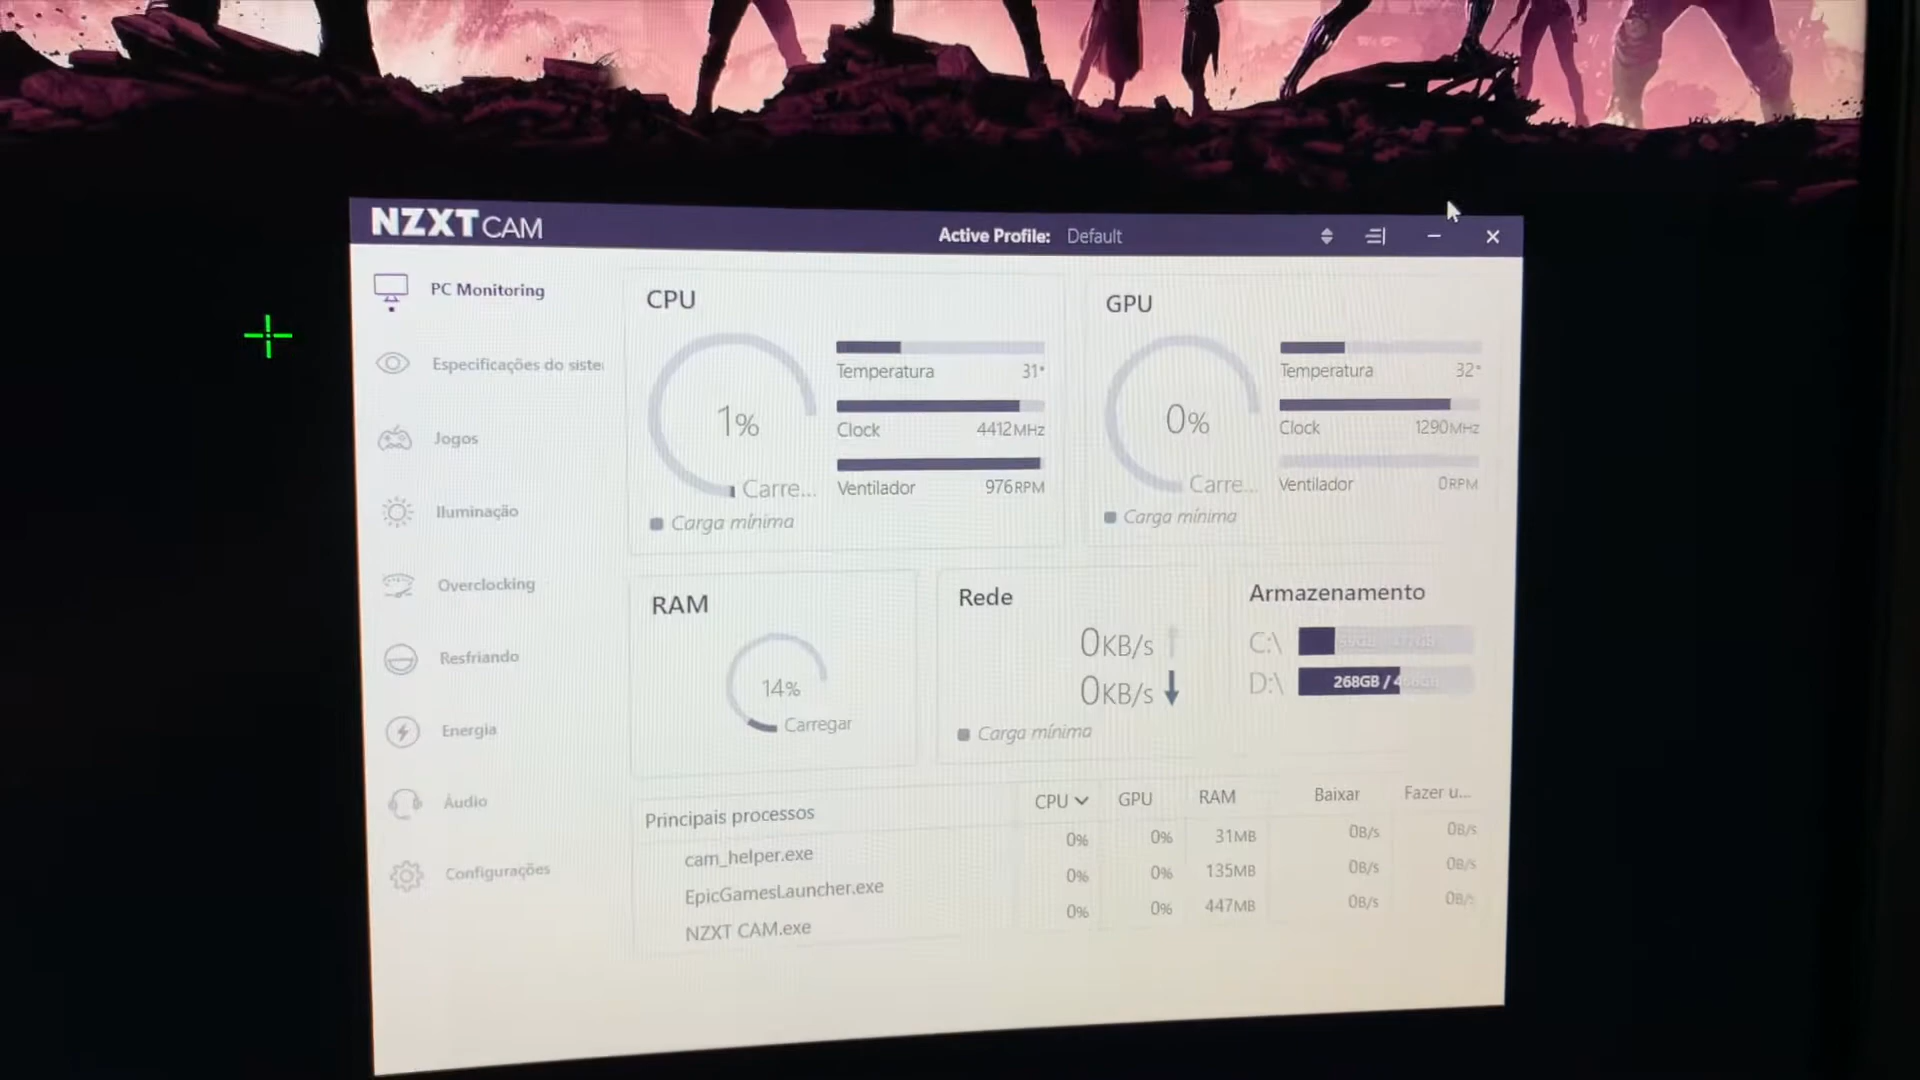 NZXT CAM
Active Profile: Default
PC Monitoring
Especificações do sister
Jogos
Iluminação
Overclocking
Resfriando
Energia
Áudio
Configurações
CPU
1%
Carre...
Carga mínima
Temperatura 31°
Clock 4412MHz
Ventilador 976RPM
GPU
0%
Carre...
Carga mínima
Temperatura 32°
Clock 1290MHz
Ventilador 0RPM
RAM
14%
Carregar
Rede
0KB/s
0KB/s
Carga mínima
Armazenamento
C:\
D:\ 268GB /
Principais processos CPU GPU RAM Baixar Fazer u...
cam_helper.exe 0% 0% 31MB 0B/s 0B/s
EpicGamesLauncher.exe 0% 0% 135MB 0B/s 0B/s
NZXT CAM.exe 0% 0% 447MB 0B/s 0B/s